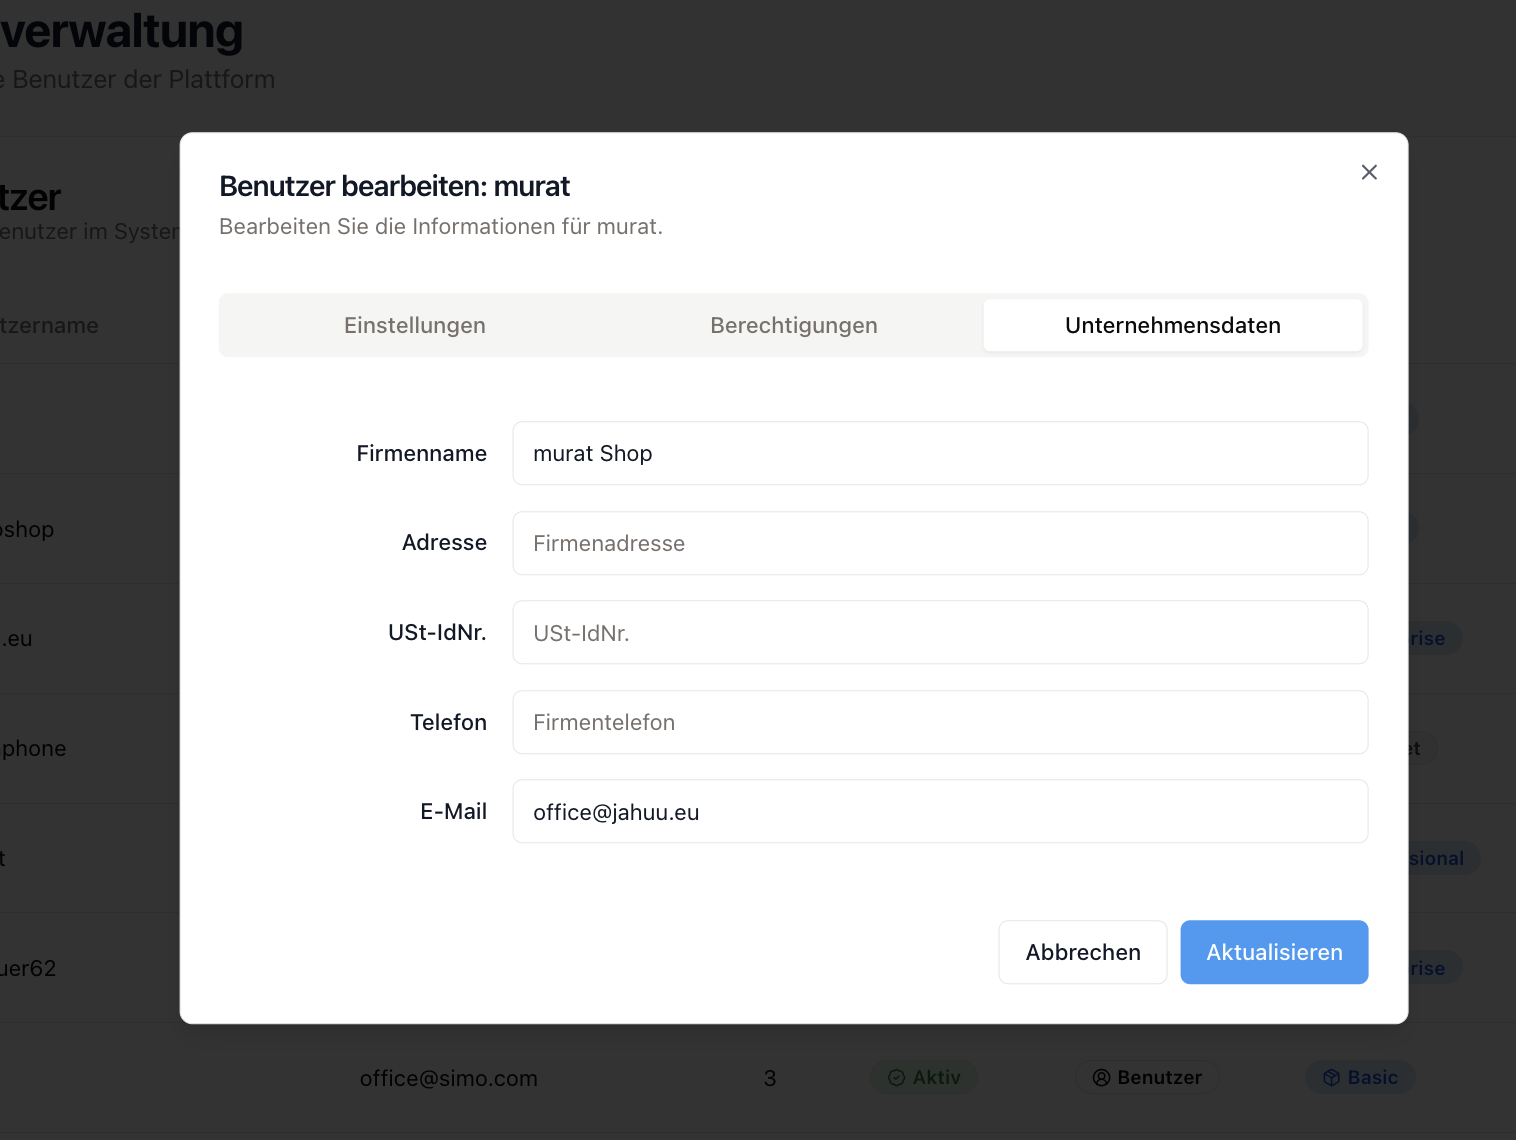 verwaltung
e Benutzer der Plattform
tzer
enutzer im System
tzername
shop
.eu
phone
t
uer62
Benutzer bearbeiten: murat
Bearbeiten Sie die Informationen für murat.
Einstellungen Berechtigungen Unternehmensdaten
Firmenname murat Shop
Adresse Firmenadresse
USt-IdNr. USt-IdNr.
Telefon Firmentelefon
E-Mail office@jahuu.eu
Abbrechen Aktualisieren
rise
et
sional
rise
office@simo.com 3 Aktiv Benutzer Basic